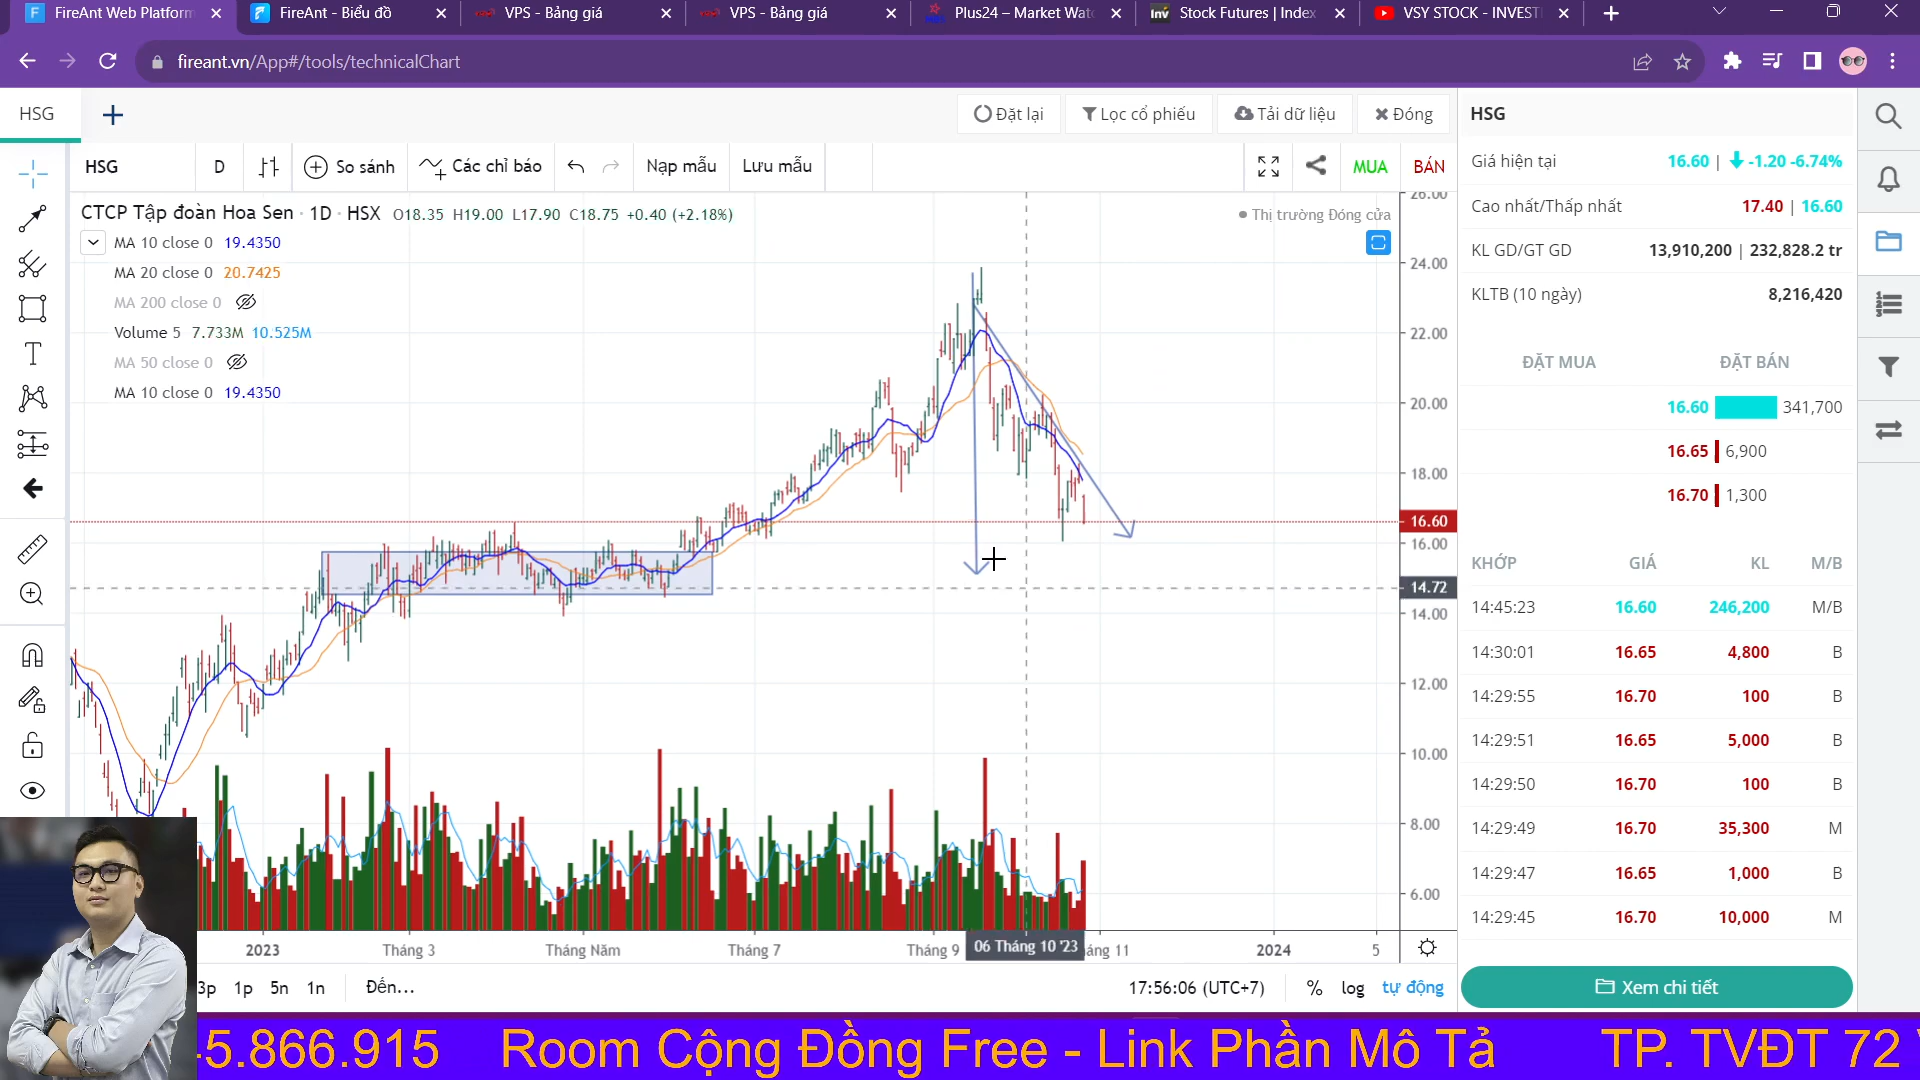 FireAnt Web Platform
FireAnt - Biểu đồ
VPS - Bảng giá
VPS - Bảng giá
Plus24 – Market Wat
Stock Futures | Index
VSY STOCK - INVEST
fireant.vn/App#/tools/technicalChart
HSG
Đặt lại
Lọc cổ phiếu
Tải dữ liệu
Đóng
HSG
HSG D So sánh Các chỉ báo Nạp mẫu Lưu mẫu MUA BÁN
CTCP Tập đoàn Hoa Sen · 1D · HSX O18.35 H19.00 L17.90 C18.75 +0.40 (+2.18%)
Thị trường Đóng cửa
MA 10 close 0 19.4350
MA 20 close 0 20.7425
MA 200 close 0
Volume 5 7.733M 10.525M
MA 50 close 0
MA 10 close 0 19.4350
26.00
24.00
22.00
20.00
18.00
16.60
16.00
14.72
14.00
12.00
10.00
8.00
6.00
2023 Tháng 3 Tháng Năm Tháng 7 Tháng 9 06 Tháng 10 '23 áng 11 2024 5
3p 1p 5n 1n Đến... 17:56:06 (UTC+7) % log tự động
Giá hiện tại 16.60 | -1.20 -6.74%
Cao nhất/Thấp nhất 17.40 | 16.60
KL GD/GT GD 13,910,200 | 232,828.2 tr
KLTB (10 ngày) 8,216,420
ĐẶT MUA ĐẶT BÁN
16.60 341,700
16.65 6,900
16.70 1,300
KHỚP GIÁ KL M/B
14:45:23 16.60 246,200 M/B
14:30:01 16.65 4,800 B
14:29:55 16.70 100 B
14:29:51 16.65 5,000 B
14:29:50 16.70 100 B
14:29:49 16.70 35,300 M
14:29:47 16.65 1,000 B
14:29:45 16.70 10,000 M
Xem chi tiết
5.866.915 Room Cộng Đồng Free - Link Phần Mô Tả TP. TVĐT 72